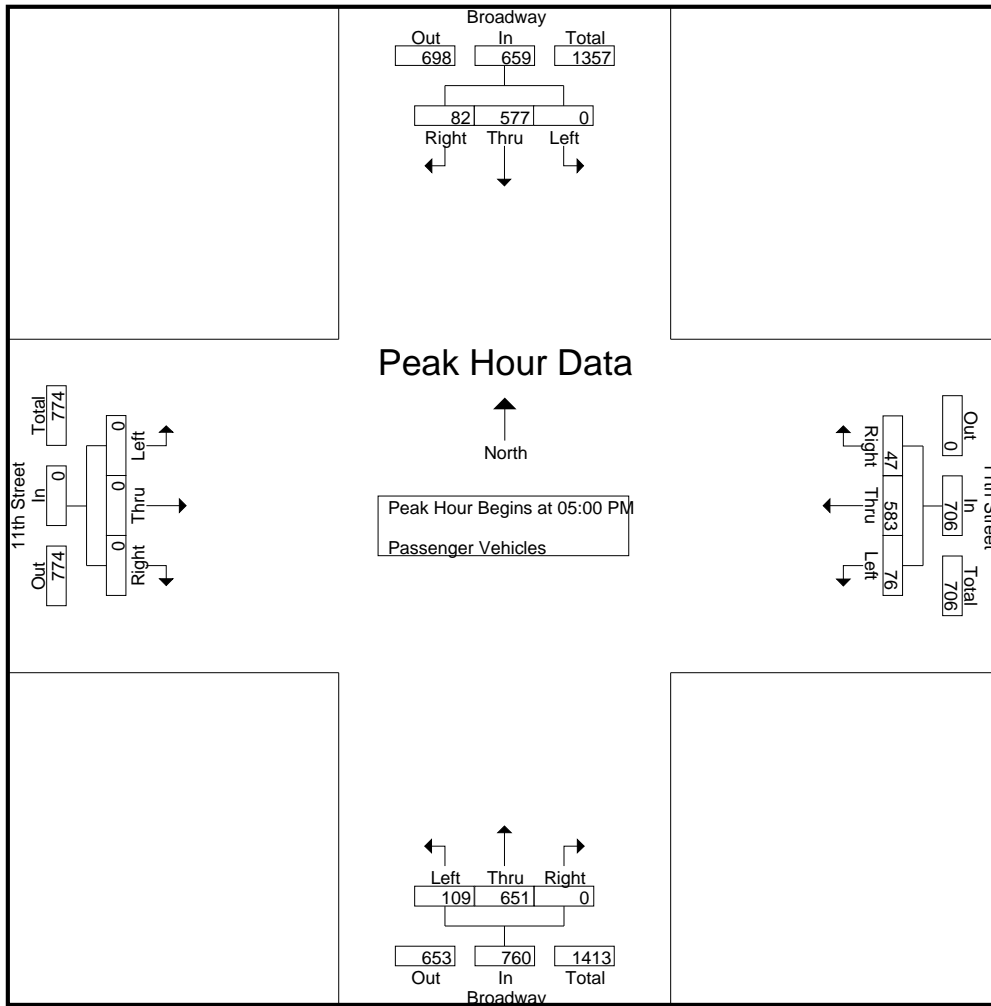 Broadway
Out In Total
698 659 1357
82 577 0
Right Thru Left
Peak Hour Data
North
Peak Hour Begins at 05:00 PM
Passenger Vehicles
11th Street
Total In Out
774 0 774
0 0 0
Left Thru Right
Right Thru Left
47 583 76
Out In Total
0 706 706
11th Street
Left Thru Right
109 651 0
653 760 1413
Out In Total
Broadway